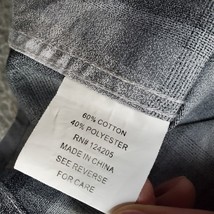 60% COTTON
40% POLYESTER
RN# 124205
MADE IN CHINA
SEE REVERSE
FOR CARE